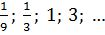 1/9; 1/3; 1; 3; ...